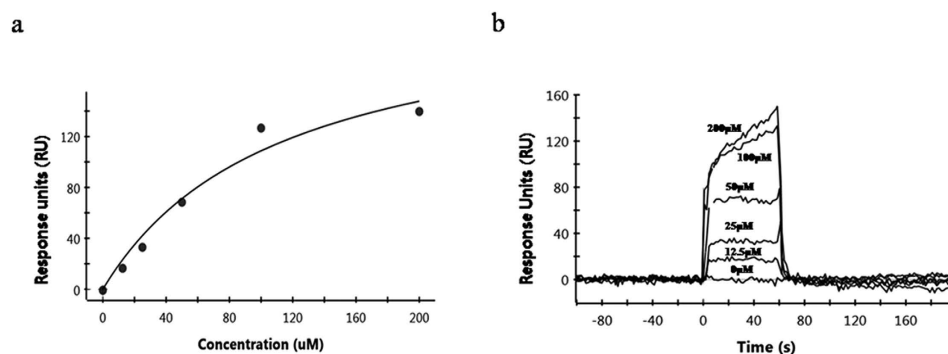 a
b
Response units (RU)
120
80
40
0
0
40
80
120
160
200
Concentration (uM)
Response Units (RU)
160
120
80
40
0
200μM
100μM
50μM
25μM
12.5μM
0μM
-80
-40
0
40
80
120
160
Time (s)